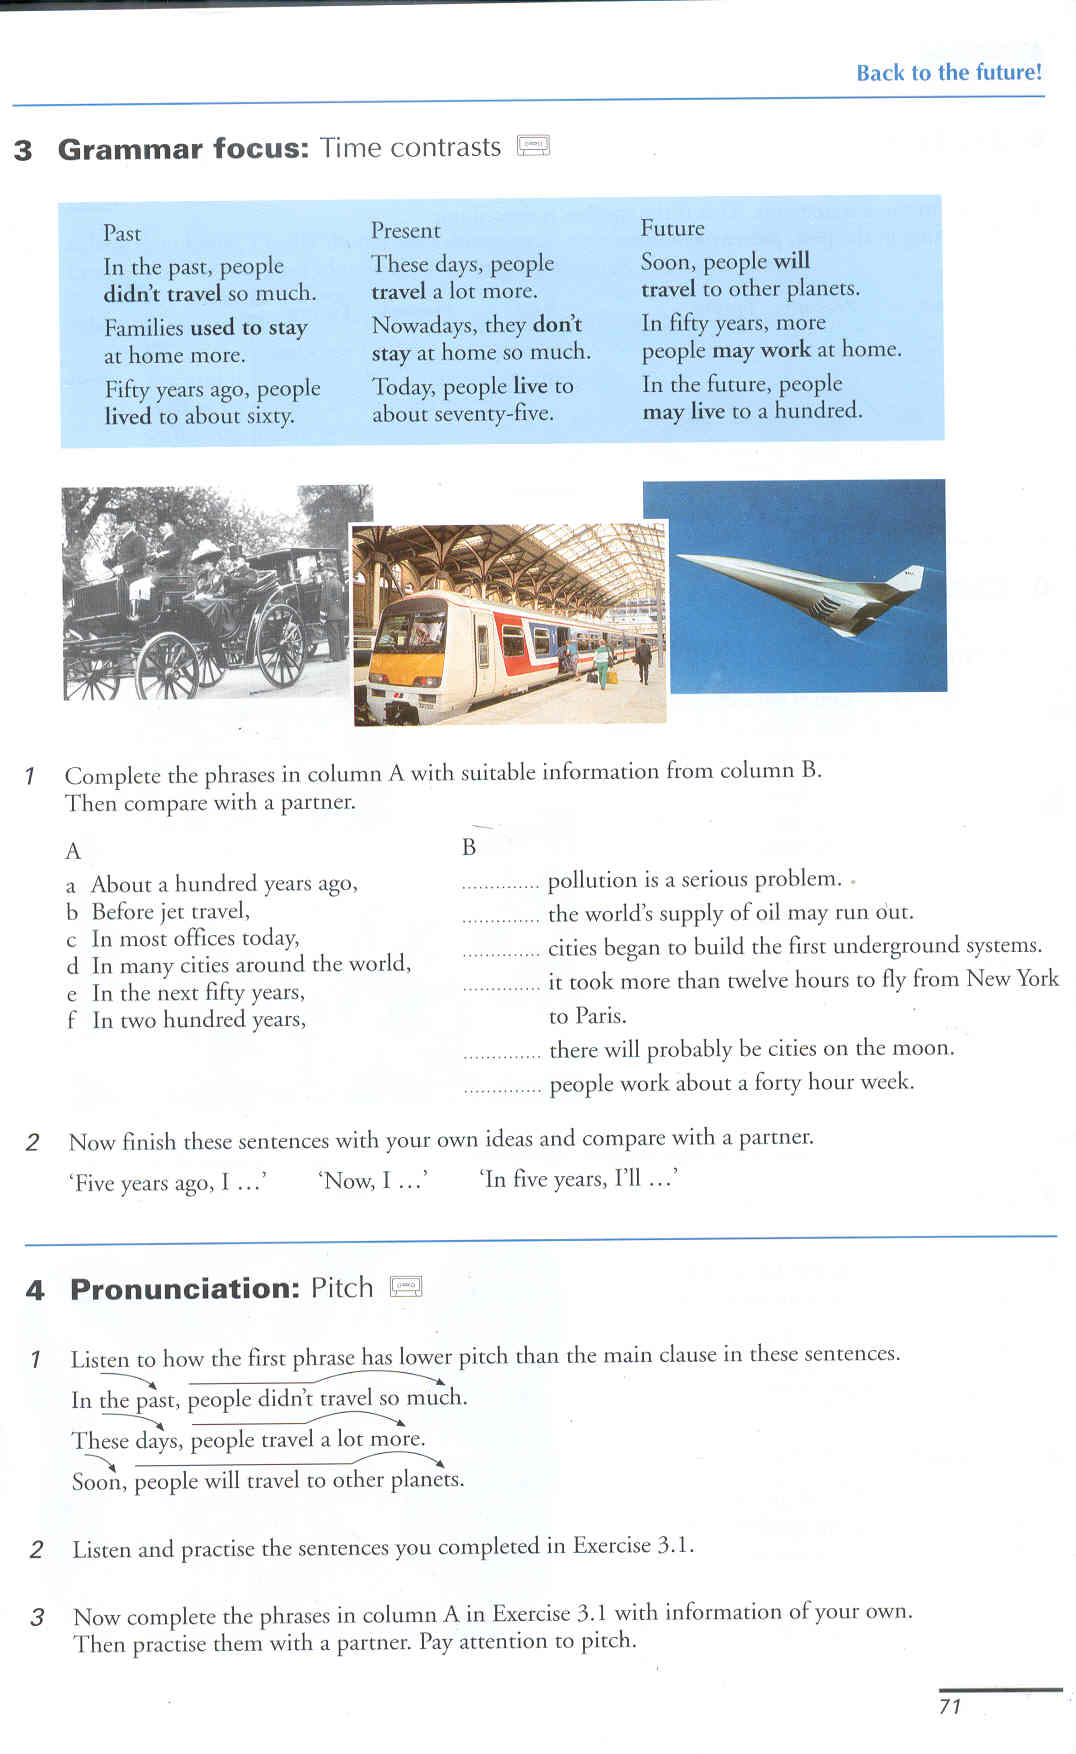 Back to the future!
3 Grammar focus: Time contrasts
Past
In the past, people
didn't travel so much.
Families used to stay
at home more.
Fifty years ago, people
lived to about sixty.
Present
These days, people
travel a lot more.
Nowadays, they don't
stay at home so much.
Today, people live to
about seventy-five.
Future
Soon, people will
travel to other planets.
In fifty years, more
people may work at home.
In the future, people
may live to a hundred.
1 Complete the phrases in column A with suitable information from column B.
Then compare with a partner.
A
a About a hundred years ago,
b Before jet travel,
c In most offices today,
d In many cities around the world,
e In the next fifty years,
f In two hundred years,
B
.............. pollution is a serious problem.
.............. the world's supply of oil may run out.
.............. cities began to build the first underground systems.
.............. it took more than twelve hours to fly from New York
to Paris.
.............. there will probably be cities on the moon.
.............. people work about a forty hour week.
2 Now finish these sentences with your own ideas and compare with a partner.
'Five years ago, I ...' 'Now, I ...' 'In five years, I'll ...'
4 Pronunciation: Pitch
1 Listen to how the first phrase has lower pitch than the main clause in these sentences.
In the past, people didn't travel so much.
These days, people travel a lot more.
Soon, people will travel to other planets.
2 Listen and practise the sentences you completed in Exercise 3.1.
3 Now complete the phrases in column A in Exercise 3.1 with information of your own.
Then practise them with a partner. Pay attention to pitch.
71